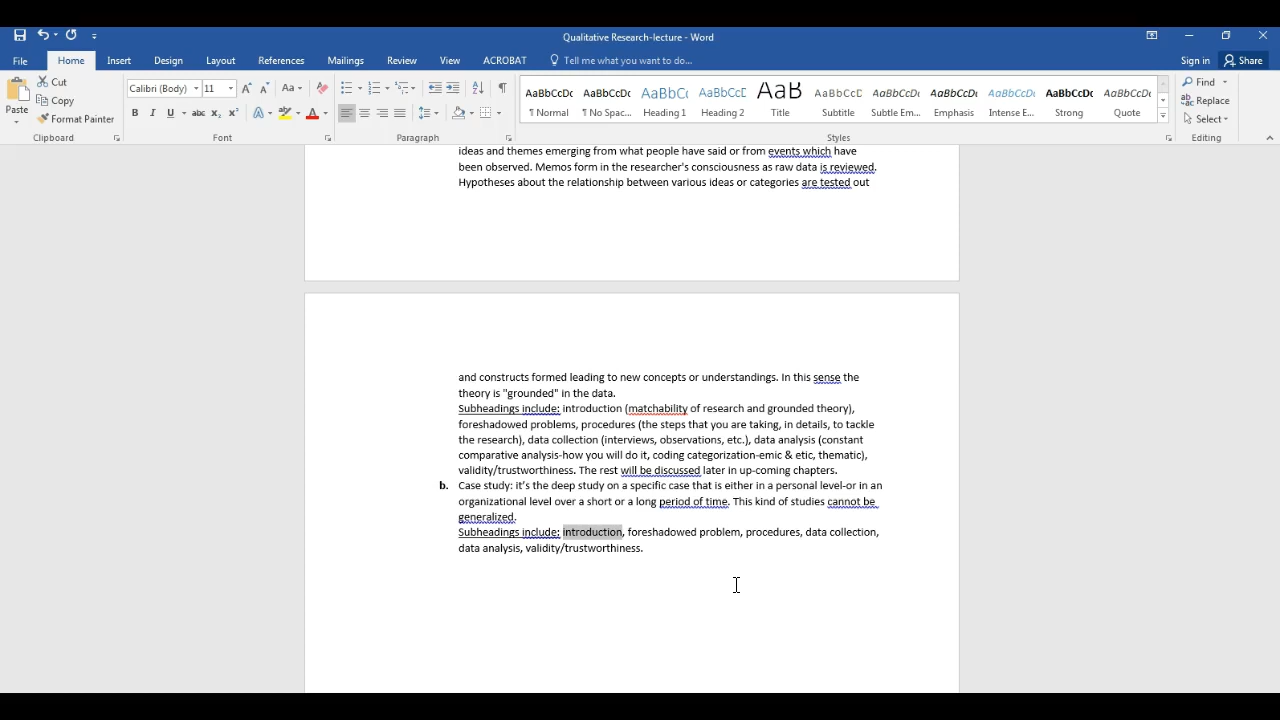 Qualitative Research-lecture - Word
File Home Insert Design Layout References Mailings Review View ACROBAT Tell me what you want to do... Sign in Share
Cut
Copy
Format Painter
Paste
Clipboard
Calibri (Body) 11
Font
Paragraph
AaBbCcDc AaBbCcDc AaBbC( AaBbCcE AaB AaBbCcD AaBbCcDc AaBbCcDc AaBbCcDc AaBbCcDc AaBbCcDc
¶ Normal ¶ No Spac... Heading 1 Heading 2 Title Subtitle Subtle Em... Emphasis Intense E... Strong Quote
Styles
Find
Replace
Select
Editing
ideas and themes emerging from what people have said or from events which have
been observed. Memos form in the researcher's consciousness as raw data is reviewed.
Hypotheses about the relationship between various ideas or categories are tested out
and constructs formed leading to new concepts or understandings. In this sense the
theory is "grounded" in the data.
Subheadings include: introduction (matchability of research and grounded theory),
foreshadowed problems, procedures (the steps that you are taking, in details, to tackle
the research), data collection (interviews, observations, etc.), data analysis (constant
comparative analysis-how you will do it, coding categorization-emic & etic, thematic),
validity/trustworthiness. The rest will be discussed later in up-coming chapters.
b. Case study: it's the deep study on a specific case that is either in a personal level-or in an
organizational level over a short or a long period of time. This kind of studies cannot be
generalized.
Subheadings include: introduction, foreshadowed problem, procedures, data collection,
data analysis, validity/trustworthiness.